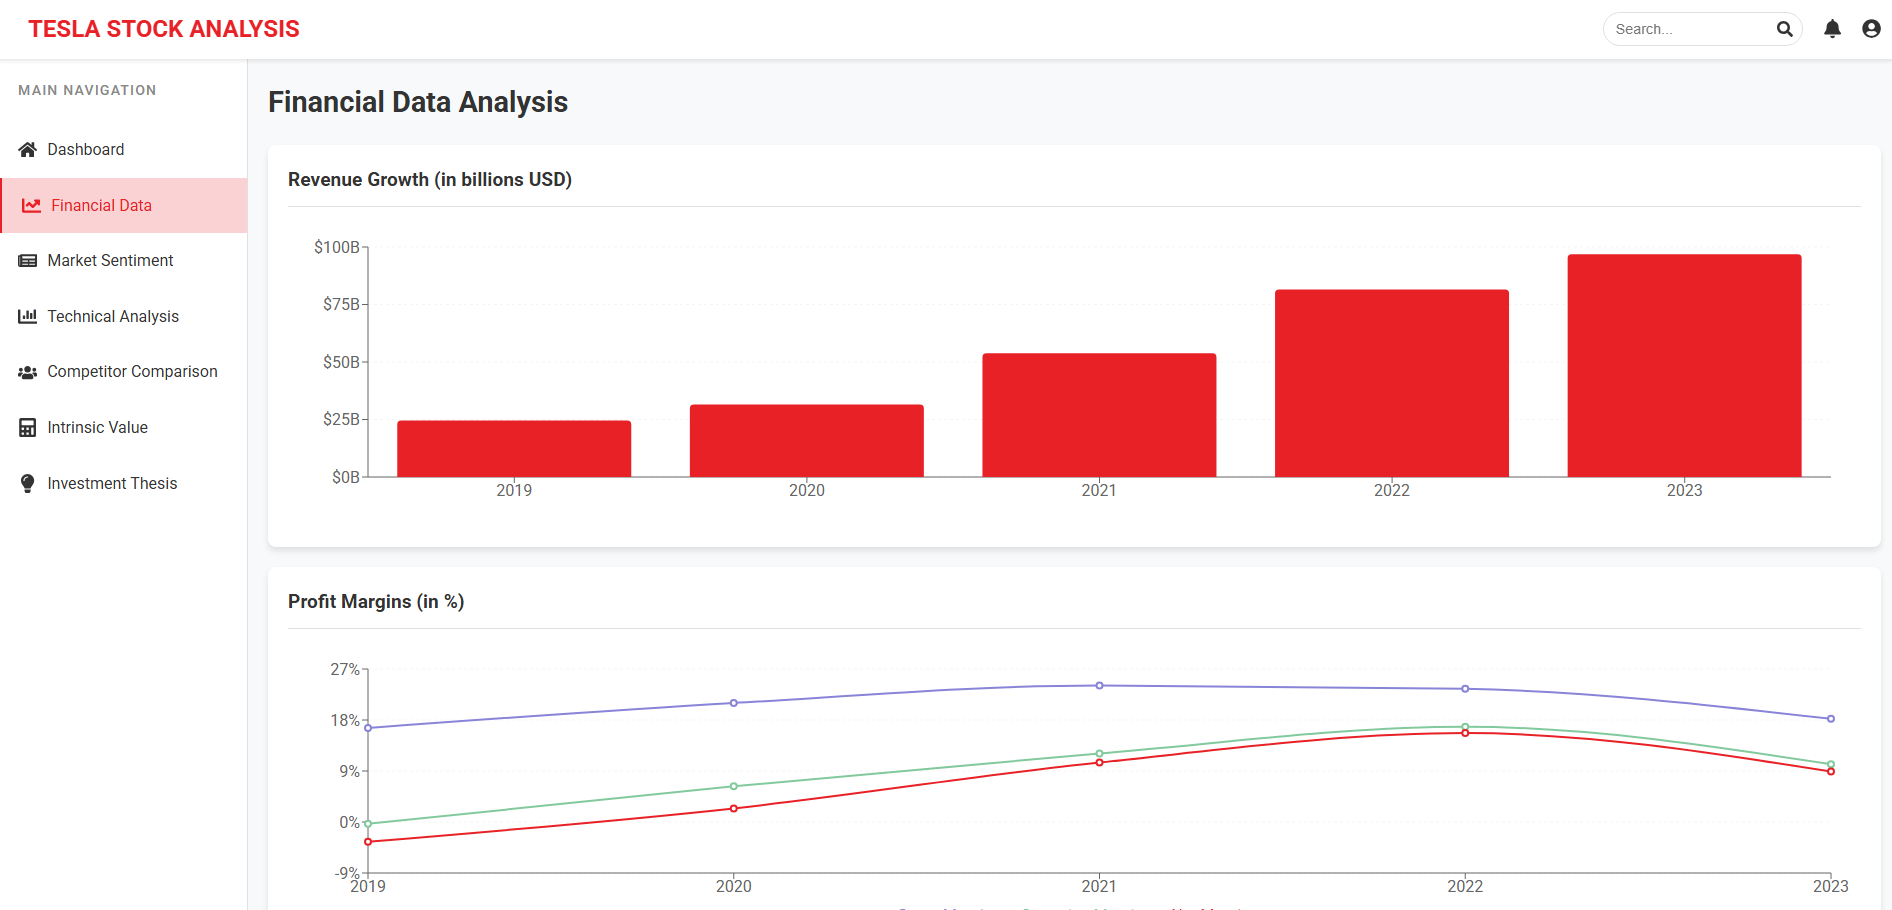 TESLA STOCK ANALYSIS
Search...
MAIN NAVIGATION
Dashboard
Financial Data
Market Sentiment
Technical Analysis
Competitor Comparison
Intrinsic Value
Investment Thesis
Financial Data Analysis
Revenue Growth (in billions USD)
$100B
$75B
$50B
$25B
$0B
2019 2020 2021 2022 2023
Profit Margins (in %)
27%
18%
9%
0%
-9%
2019 2020 2021 2022 2023